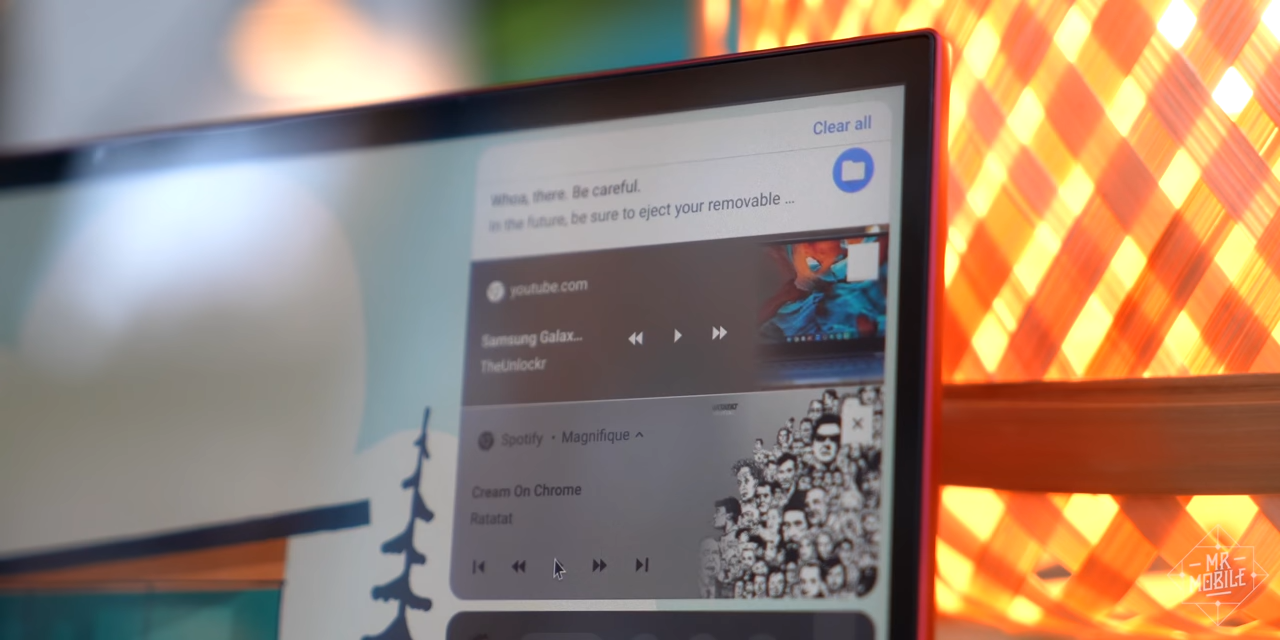 Clear all
Whoa, there. Be careful.
In the future, be sure to eject your removable ...
youtube.com
Samsung Galax...
TheUnlockr
Spotify • Magnifique
Cream On Chrome
Ratatat
MR
MOBILE